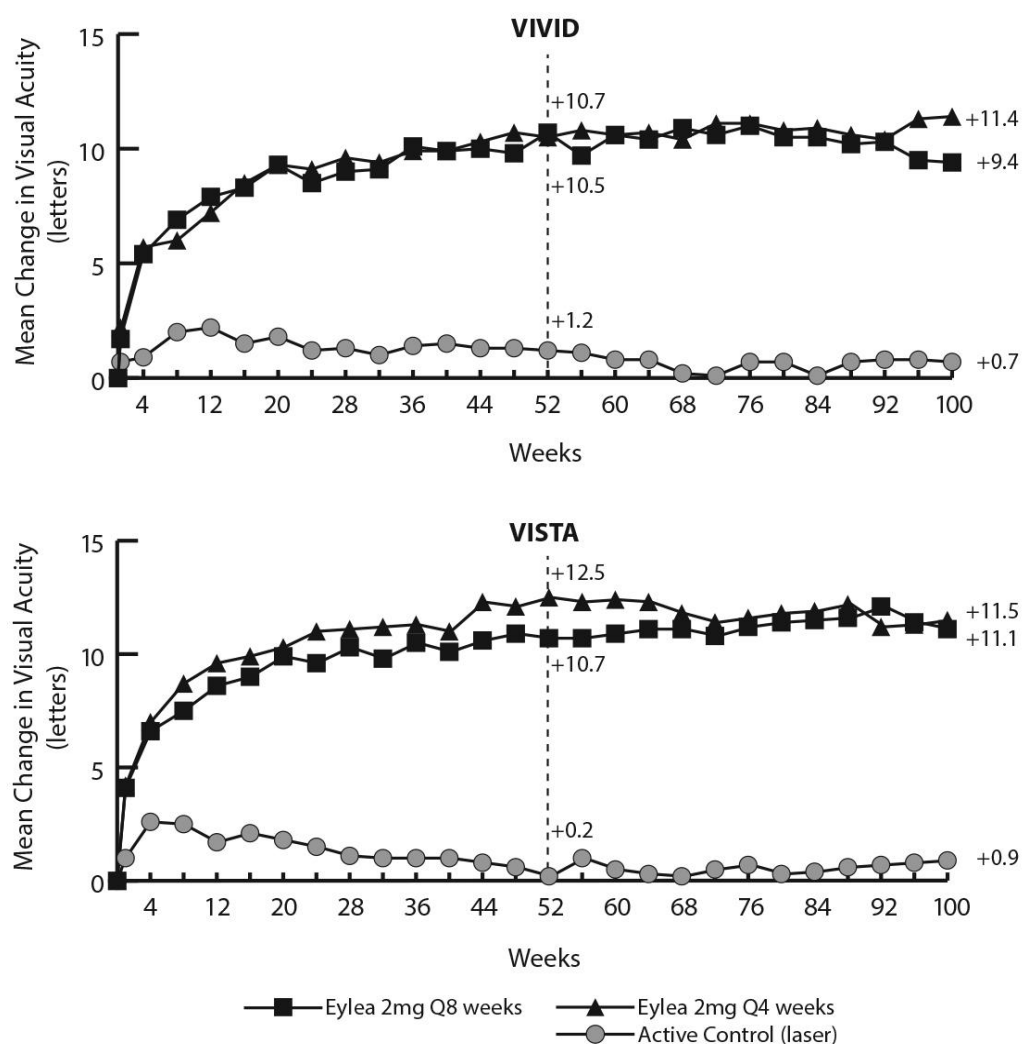 VIVID
Mean Change in Visual Acuity
(letters)
15
10
5
0
+10.7
+10.5
+1.2
+11.4
+9.4
+0.7
4 12 20 28 36 44 52 60 68 76 84 92 100
Weeks
VISTA
Mean Change in Visual Acuity
(letters)
15
10
5
0
+12.5
+10.7
+0.2
+11.5
+11.1
+0.9
4 12 20 28 36 44 52 60 68 76 84 92 100
Weeks
Eylea 2mg Q8 weeks
Eylea 2mg Q4 weeks
Active Control (laser)